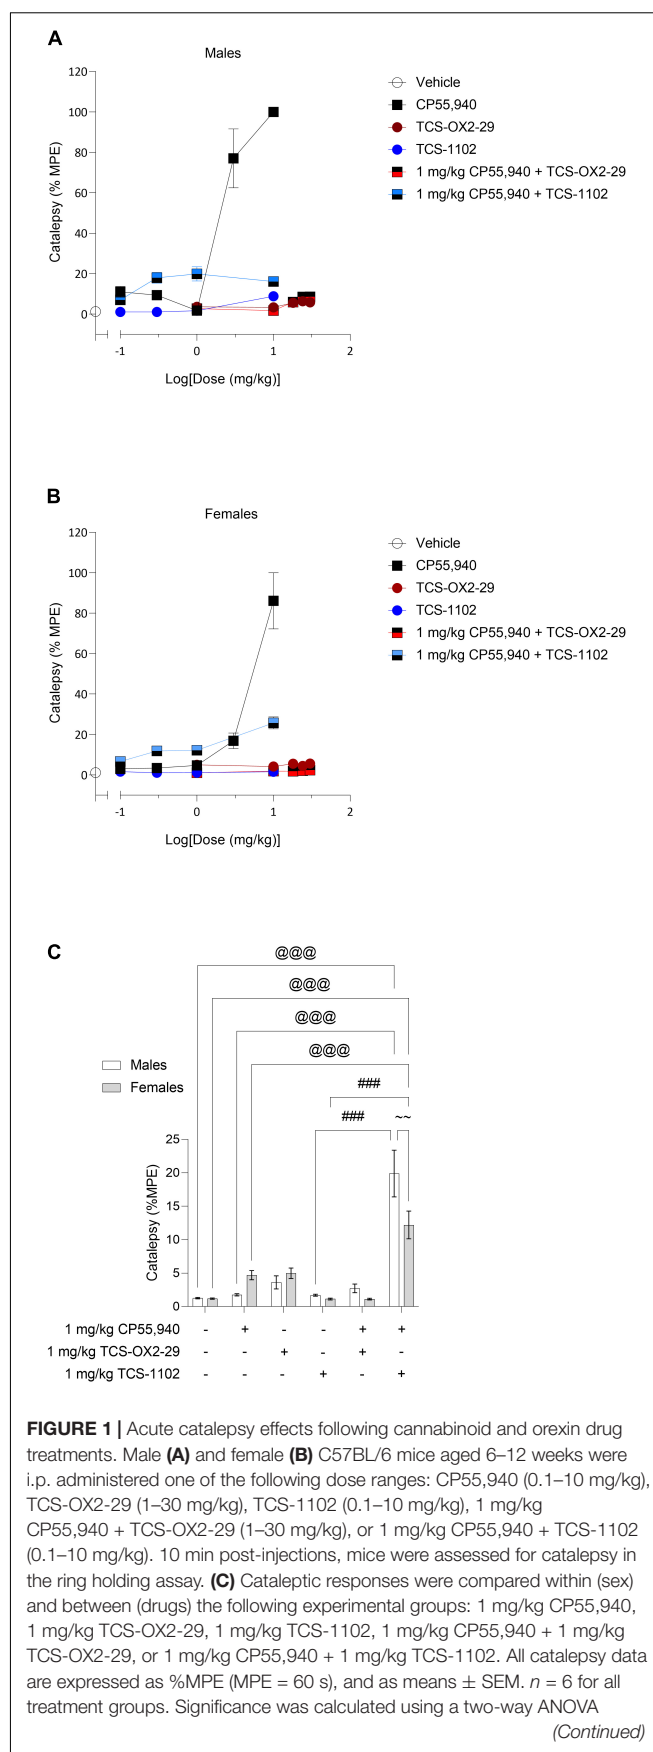 A
Males
120
100
80
60
40
20
0
Catalepsy (% MPE)
-1
0
1
2
Log[Dose (mg/kg)]
Vehicle
CP55,940
TCS-OX2-29
TCS-1102
1 mg/kg CP55,940 + TCS-OX2-29
1 mg/kg CP55,940 + TCS-1102
B
Females
120
100
80
60
40
20
0
Catalepsy (% MPE)
-1
0
1
2
Log[Dose (mg/kg)]
Vehicle
CP55,940
TCS-OX2-29
TCS-1102
1 mg/kg CP55,940 + TCS-OX2-29
1 mg/kg CP55,940 + TCS-1102
C
@@@
@@@
@@@
@@@
###
###
~~
Males
Females
25
20
15
10
5
0
Catalepsy (%MPE)
1 mg/kg CP55,940 - + - - + +
1 mg/kg TCS-OX2-29 - - + - + -
1 mg/kg TCS-1102 - - - + - +
FIGURE 1 | Acute catalepsy effects following cannabinoid and orexin drug
treatments. Male (A) and female (B) C57BL/6 mice aged 6–12 weeks were
i.p. administered one of the following dose ranges: CP55,940 (0.1–10 mg/kg),
TCS-OX2-29 (1–30 mg/kg), TCS-1102 (0.1–10 mg/kg), 1 mg/kg
CP55,940 + TCS-OX2-29 (1–30 mg/kg), or 1 mg/kg CP55,940 + TCS-1102
(0.1–10 mg/kg). 10 min post-injections, mice were assessed for catalepsy in
the ring holding assay. (C) Cataleptic responses were compared within (sex)
and between (drugs) the following experimental groups: 1 mg/kg CP55,940,
1 mg/kg TCS-OX2-29, 1 mg/kg TCS-1102, 1 mg/kg CP55,940 + 1 mg/kg
TCS-OX2-29, or 1 mg/kg CP55,940 + 1 mg/kg TCS-1102. All catalepsy data
are expressed as %MPE (MPE = 60 s), and as means ± SEM. n = 6 for all
treatment groups. Significance was calculated using a two-way ANOVA
(Continued)